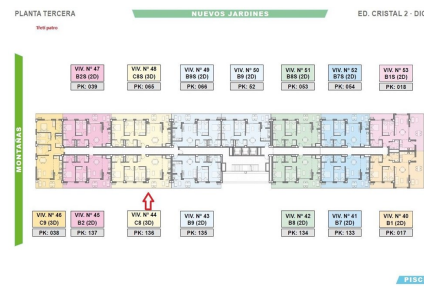 PLANTA TERCERA
NUEVOS JARDINES
ED. CRISTAL 2 - DIC
VIV. Nº 47
B2S (2D)
PK: 039
VIV. Nº 48
C8S (3D)
PK: 065
VIV. Nº 49
B9S (2D)
PK: 066
VIV. Nº 50
B9 (2D)
PK: 52
VIV. Nº 51
B8S (2D)
PK: 053
VIV. Nº 52
B7S (2D)
PK: 054
VIV. Nº 53
B1S (2D)
PK: 018
MONTAÑAS
VIV. Nº 46
C9 (3D)
PK: 038
VIV. Nº 45
B2 (2D)
PK: 137
VIV. Nº 44
C8 (3D)
PK: 136
VIV. Nº 43
B9 (2D)
PK: 135
VIV. Nº 42
B8 (2D)
PK: 134
VIV. Nº 41
B7 (2D)
PK: 133
VIV. Nº 40
B1 (2D)
PK: 017
PISC